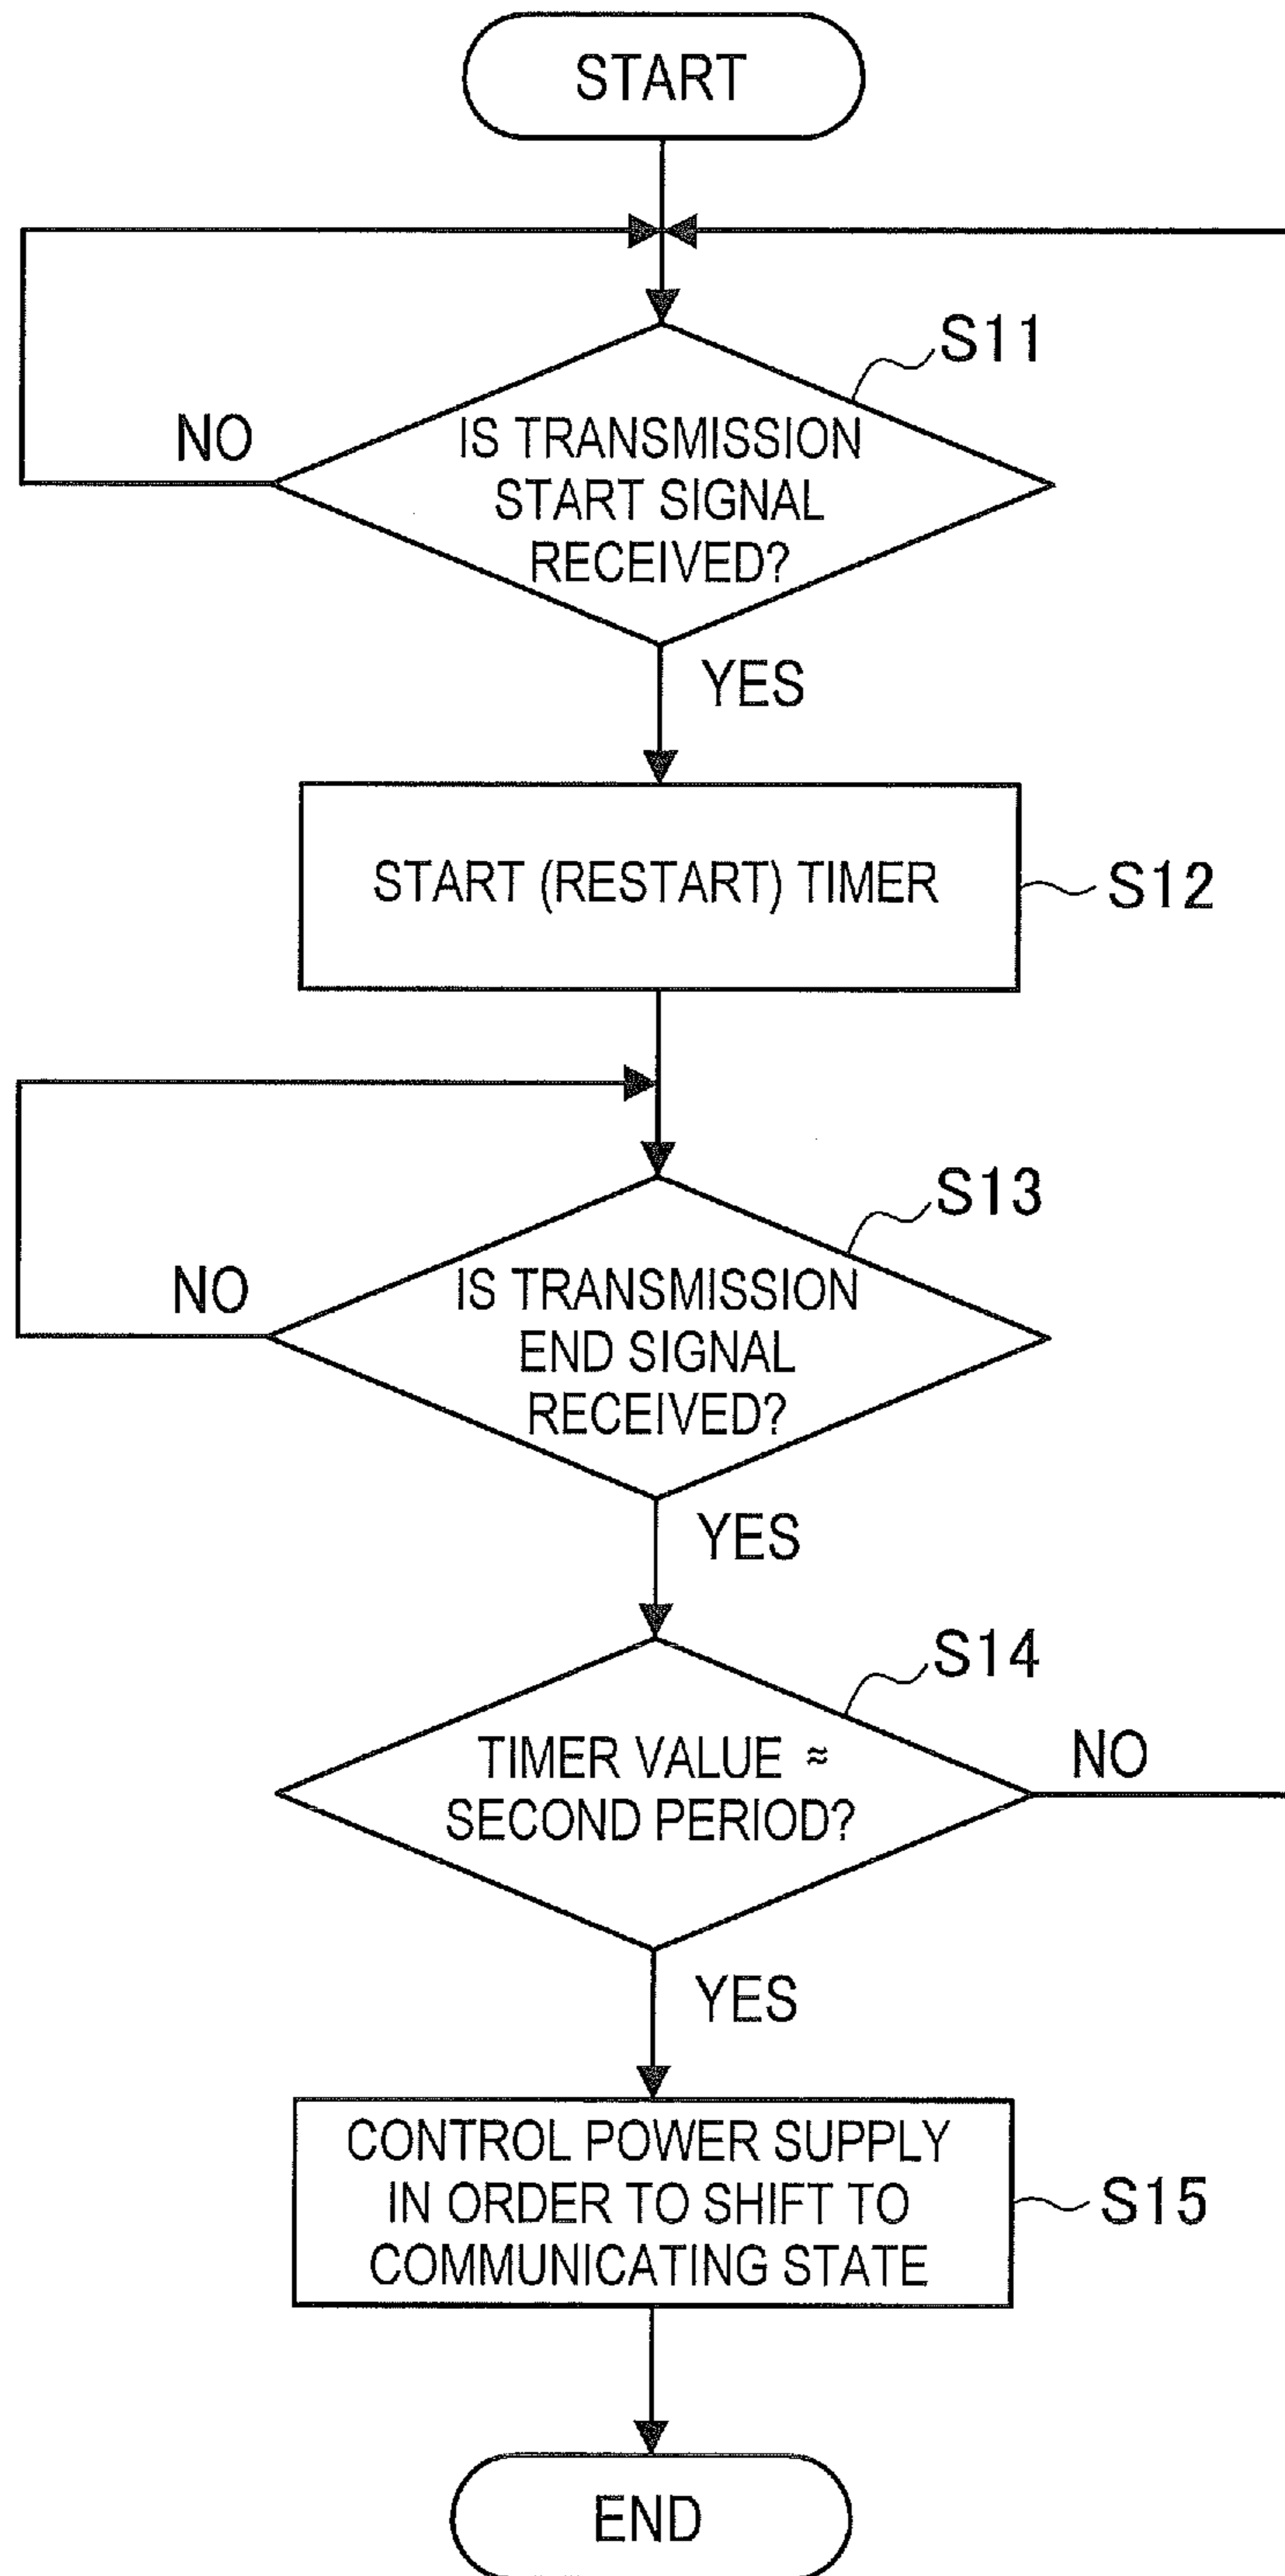 START
S11
NO
IS TRANSMISSION
START SIGNAL
RECEIVED?
YES
START (RESTART) TIMER
S12
S13
NO
IS TRANSMISSION
END SIGNAL
RECEIVED?
YES
S14
TIMER VALUE ≈
SECOND PERIOD?
NO
YES
CONTROL POWER SUPPLY
IN ORDER TO SHIFT TO
COMMUNICATING STATE
S15
END